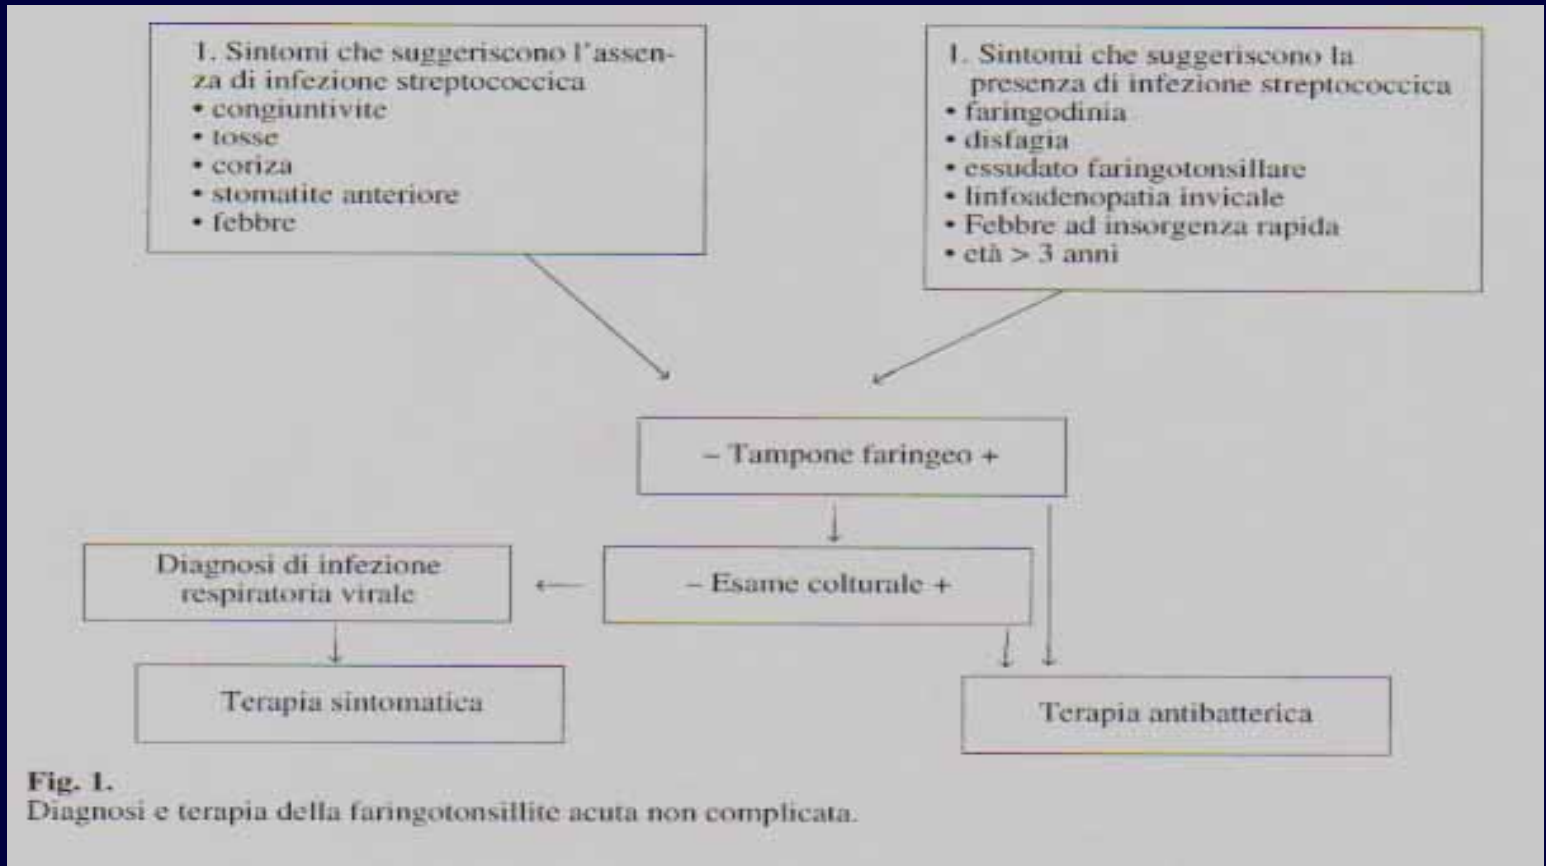 1. Sintomi che suggeriscono l'assen-
za di infezione streptococcica
• congiuntivite
• tosse
• coriza
• stomatite anteriore
• febbre
1. Sintomi che suggeriscono la
presenza di infezione streptococcica
• faringodinia
• disfagia
• essudato faringotonsillare
• linfoadenopatia invicale
• Febbre ad insorgenza rapida
• età > 3 anni
– Tampone faringeo +
Diagnosi di infezione
respiratoria virale
– Esame colturale +
Terapia sintomatica
Terapia antibatterica
Fig. 1.
Diagnosi e terapia della faringotonsillite acuta non complicata.